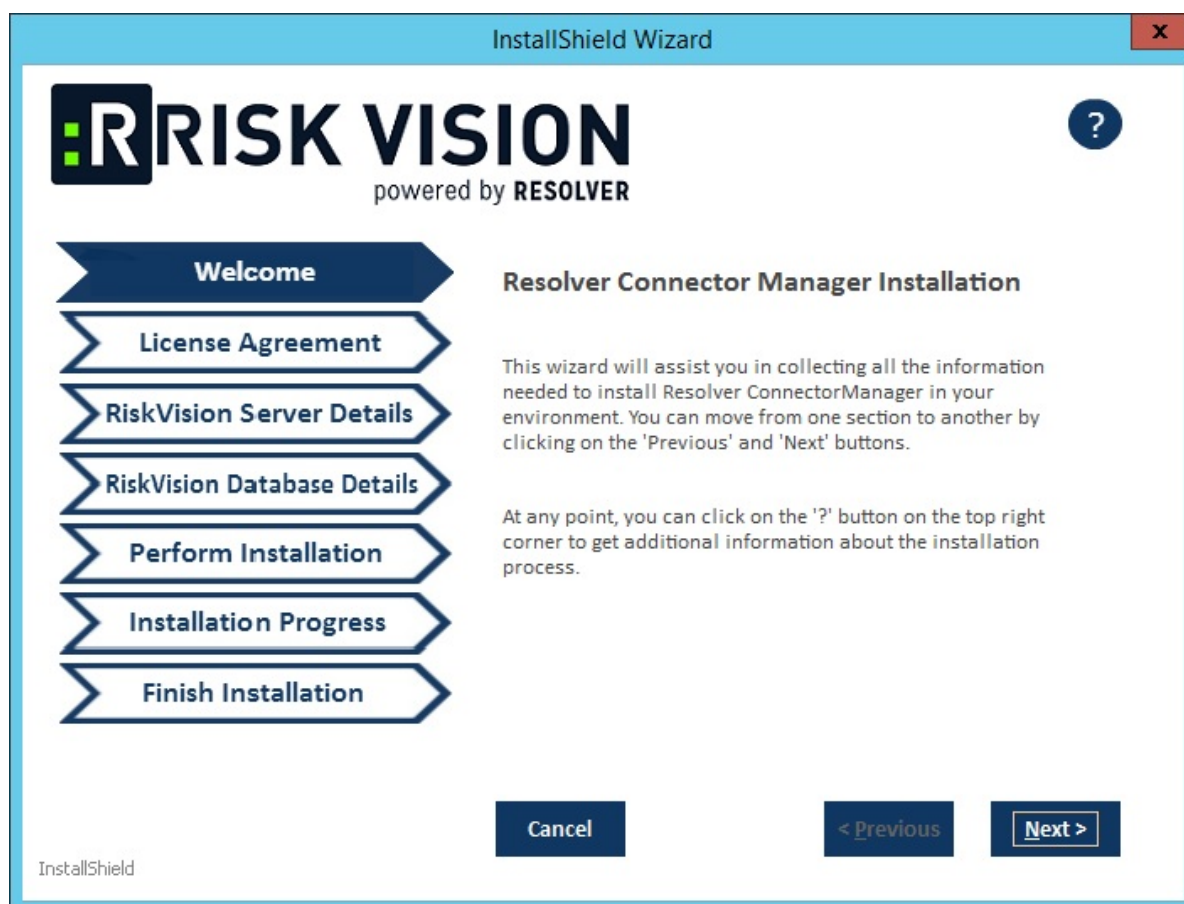 InstallShield Wizard
x
:R RISK VISION
powered by RESOLVER
?
Welcome
License Agreement
RiskVision Server Details
RiskVision Database Details
Perform Installation
Installation Progress
Finish Installation
Resolver Connector Manager Installation
This wizard will assist you in collecting all the information
needed to install Resolver ConnectorManager in your
environment. You can move from one section to another by
clicking on the 'Previous' and 'Next' buttons.
At any point, you can click on the '?' button on the top right
corner to get additional information about the installation
process.
Cancel
< Previous
Next >
InstallShield